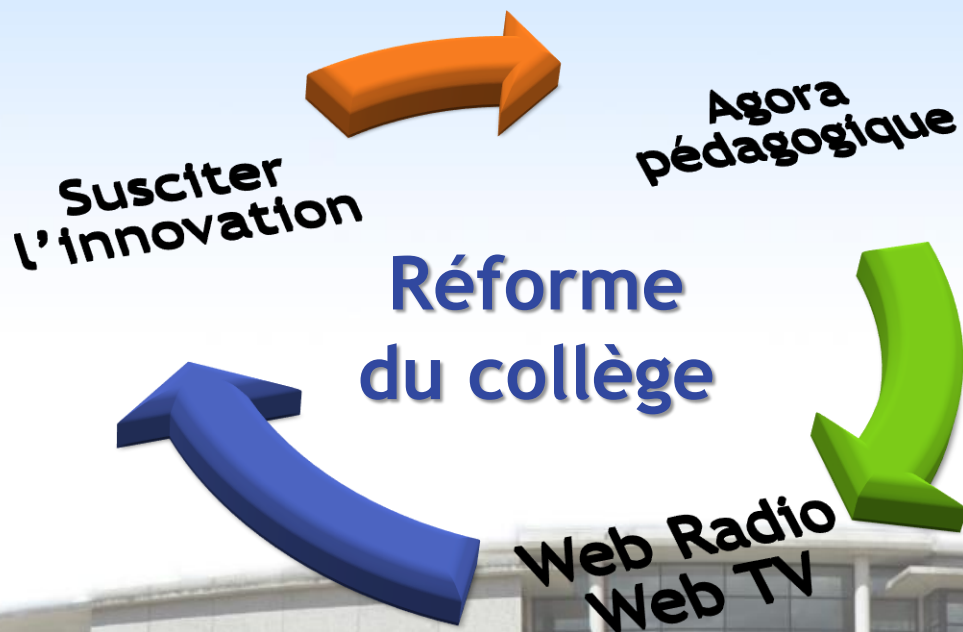 Susciter
l'innovation
Agora
pédagogique
Réforme
du collège
Web Radio
Web TV